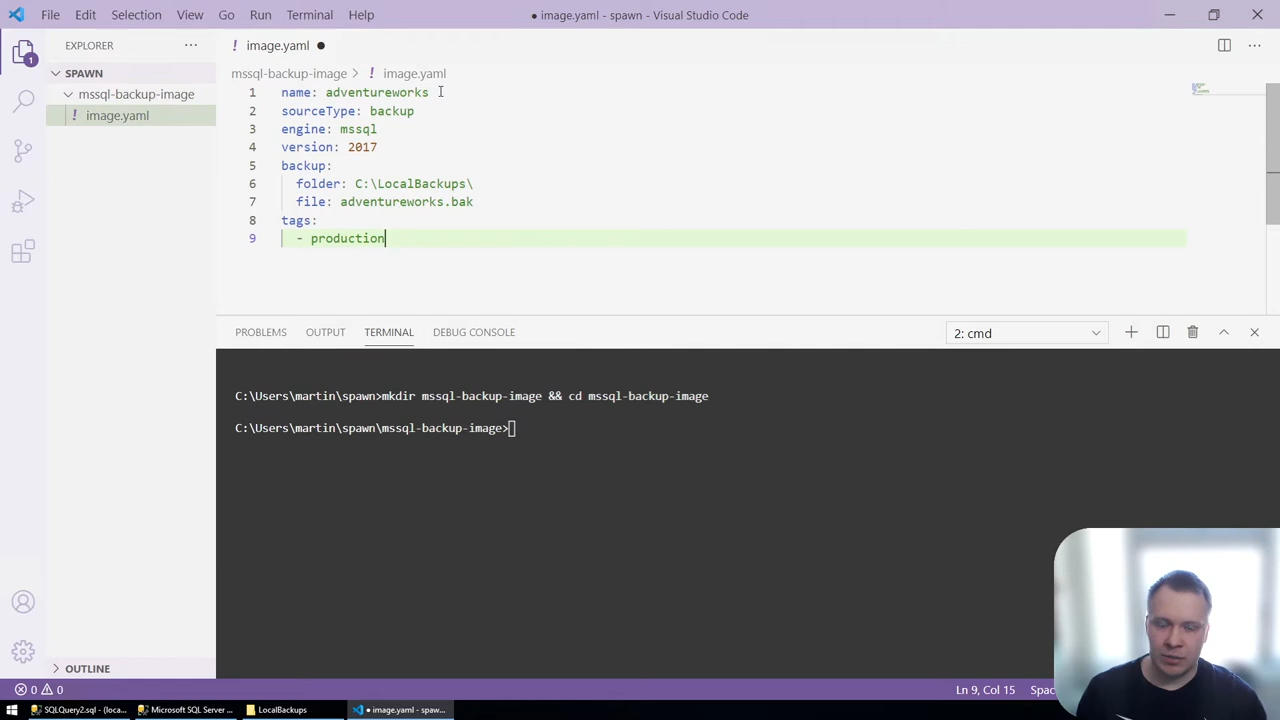 File Edit Selection View Go Run Terminal Help
● image.yaml - spawn - Visual Studio Code
EXPLORER
SPAWN
mssql-backup-image
! image.yaml
1
! image.yaml ●
mssql-backup-image > ! image.yaml
1 name: adventureworks
2 sourceType: backup
3 engine: mssql
4 version: 2017
5 backup:
6 folder: C:\LocalBackups\
7 file: adventureworks.bak
8 tags:
9 - production
PROBLEMS OUTPUT TERMINAL DEBUG CONSOLE
2: cmd
C:\Users\martin\spawn>mkdir mssql-backup-image && cd mssql-backup-image
C:\Users\martin\spawn\mssql-backup-image>
OUTLINE
0 0
Ln 9, Col 15
SQLQuery2.sql - (loca...
Microsoft SQL Server ...
LocalBackups
● image.yaml - spaw...